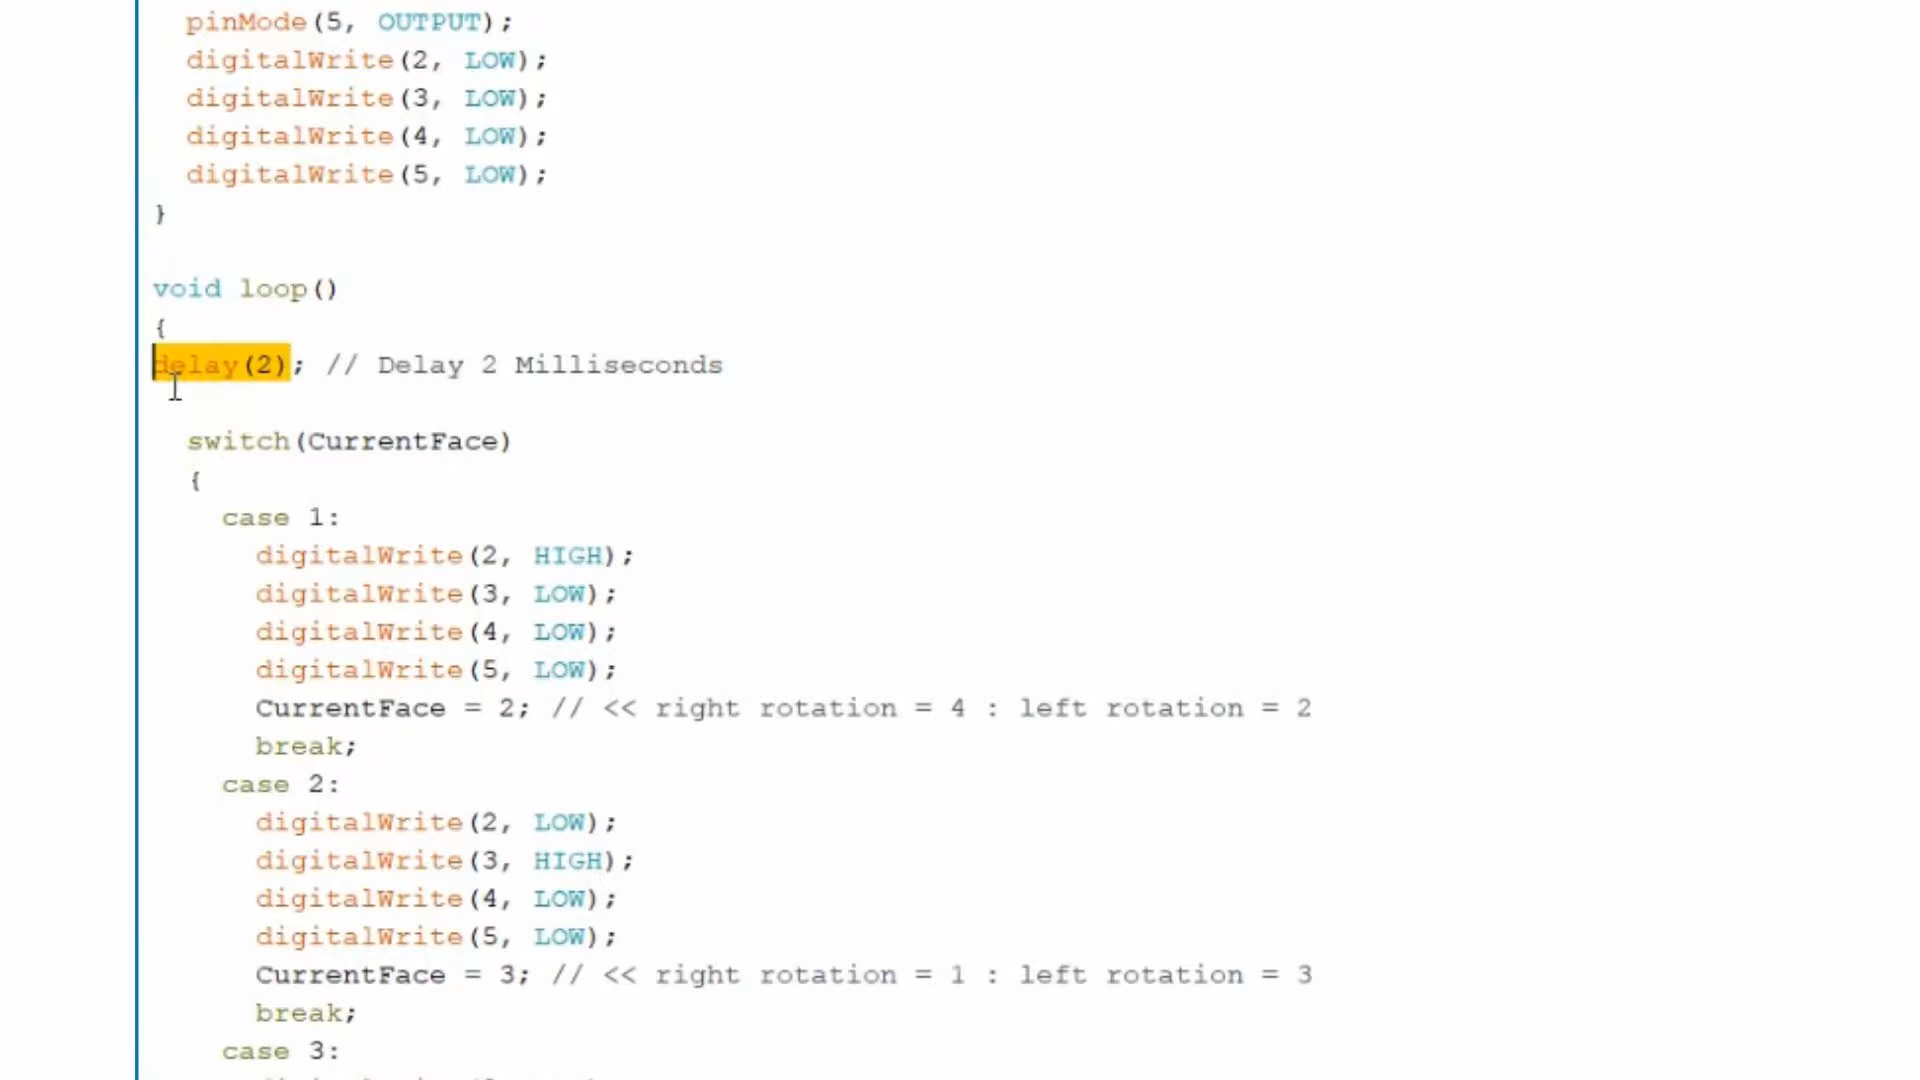 pinMode(5, OUTPUT);
digitalWrite(2, LOW);
digitalWrite(3, LOW);
digitalWrite(4, LOW);
digitalWrite(5, LOW);
}
void loop()
{
delay(2); // Delay 2 Milliseconds
switch(CurrentFace)
{
case 1:
digitalWrite(2, HIGH);
digitalWrite(3, LOW);
digitalWrite(4, LOW);
digitalWrite(5, LOW);
CurrentFace = 2; // << right rotation = 4 : left rotation = 2
break;
case 2:
digitalWrite(2, LOW);
digitalWrite(3, HIGH);
digitalWrite(4, LOW);
digitalWrite(5, LOW);
CurrentFace = 3; // << right rotation = 1 : left rotation = 3
break;
case 3: